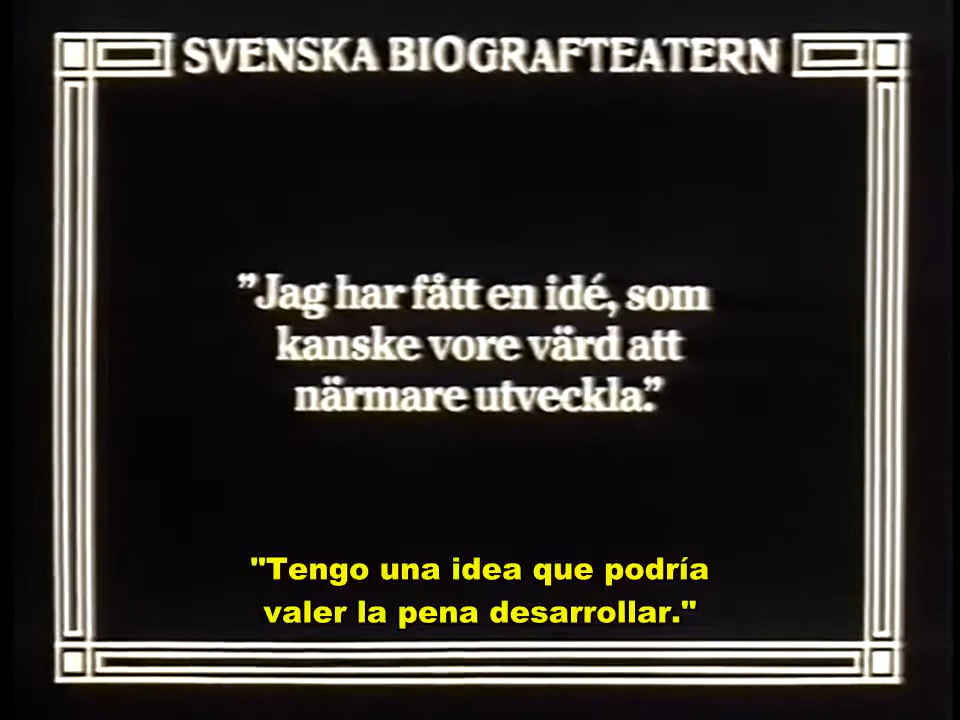 SVENSKA BIOGRAFTEATERN
”Jag har fått en idé, som
kanske vore värd att
närmare utveckla.”
"Tengo una idea que podría
valer la pena desarrollar."